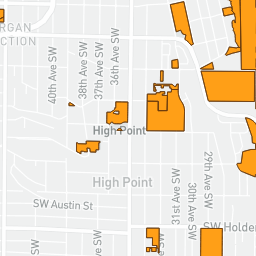 RGAN
CTION
40th Ave SW
38th Ave SW
37th Ave SW
36th Ave SW
High Point
High Point
SW Austin St
31st Ave SW
30th Ave SW
29th Ave SW
SW Holden